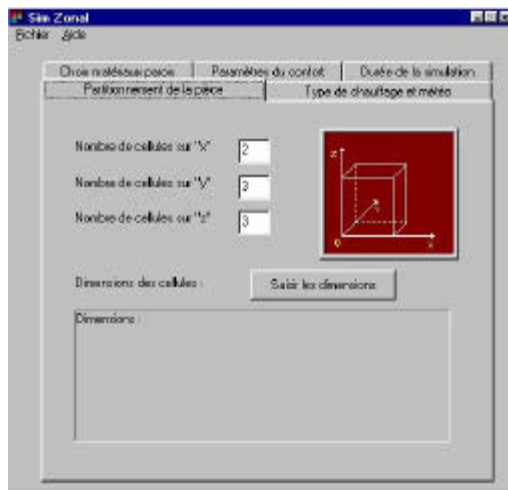 Sim Zonal
Fichier Aide
Choix matériaux parois Paramètres du confort Durée de la simulation
Partitionnement de la pièce Type de chauffage et météo
Nombre de cellules sur "x" 2
Nombre de cellules sur "y" 3
Nombre de cellules sur "z" 3
z
Y
0
X
Dimensions des cellules : Saisir les dimensions
Dimensions :